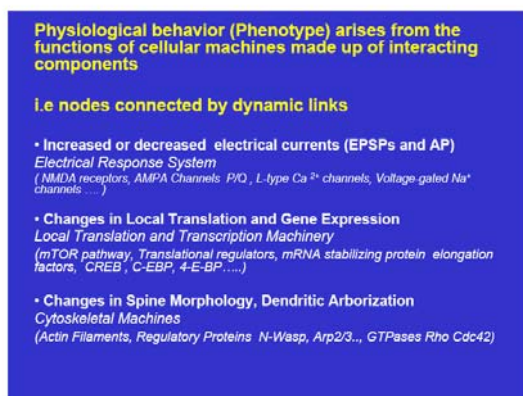 Physiological behavior (Phenotype) arises from the
functions of cellular machines made up of interacting
components
i.e nodes connected by dynamic links
• Increased or decreased electrical currents (EPSPs and AP)
Electrical Response System
( NMDA receptors, AMPA Channels P/Q , L-type Ca 2+ channels, Voltage-gated Na+
channels .... )
• Changes in Local Translation and Gene Expression
Local Translation and Transcription Machinery
(mTOR pathway, Translational regulators, mRNA stabilizing protein elongation
factors, CREB , C-EBP, 4-E-BP.....)
• Changes in Spine Morphology, Dendritic Arborization
Cytoskeletal Machines
(Actin Filaments, Regulatory Proteins N-Wasp, Arp2/3.., GTPases Rho Cdc42)